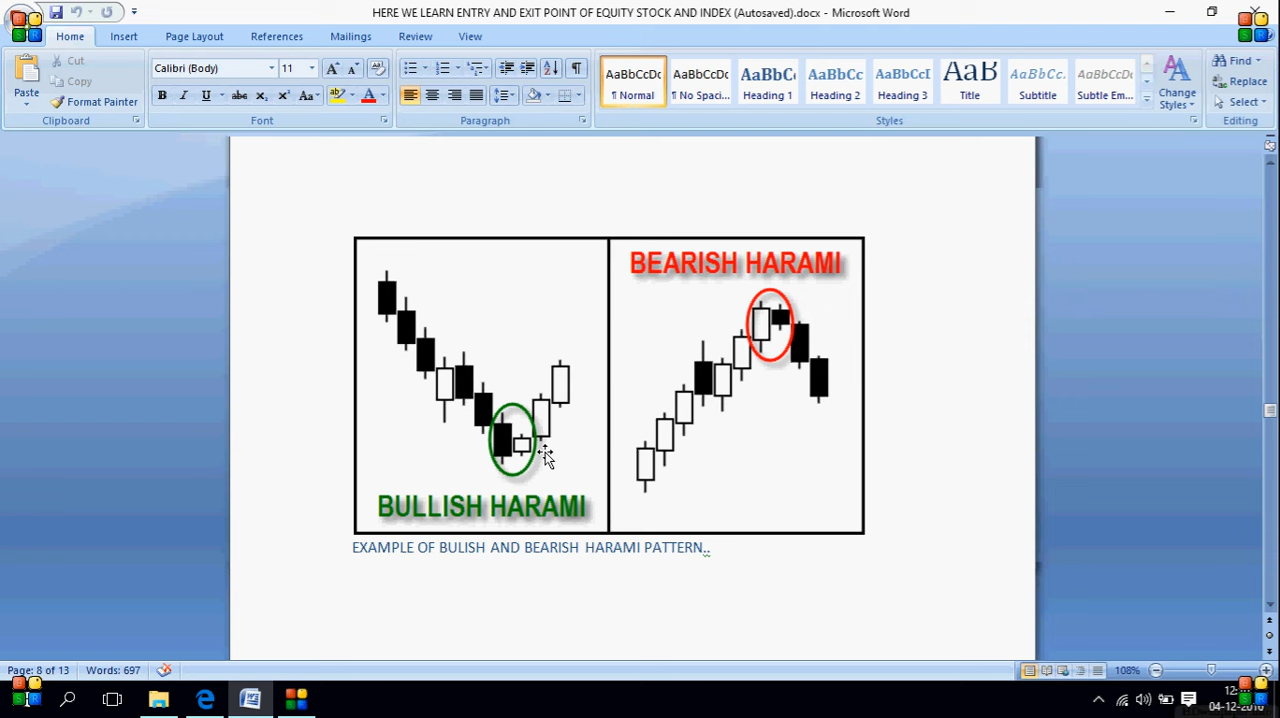 HERE WE LEARN ENTRY AND EXIT POINT OF EQUITY STOCK AND INDEX (Autosaved).docx - Microsoft Word
Home Insert Page Layout References Mailings Review View
Paste
Cut
Copy
Format Painter
Clipboard
Calibri (Body) 11
Font
Paragraph
AaBbCcDc AaBbCcDc AaBbC AaBbCc AaBbCcI AaB AaBbCc. AaBbCcDc
¶ Normal ¶ No Spaci... Heading 1 Heading 2 Heading 3 Title Subtitle Subtle Em...
Change
Styles
Styles
Find
Replace
Select
Editing
BEARISH HARAMI
BULLISH HARAMI
EXAMPLE OF BULISH AND BEARISH HARAMI PATTERN..
Page: 8 of 13 Words: 697
108%